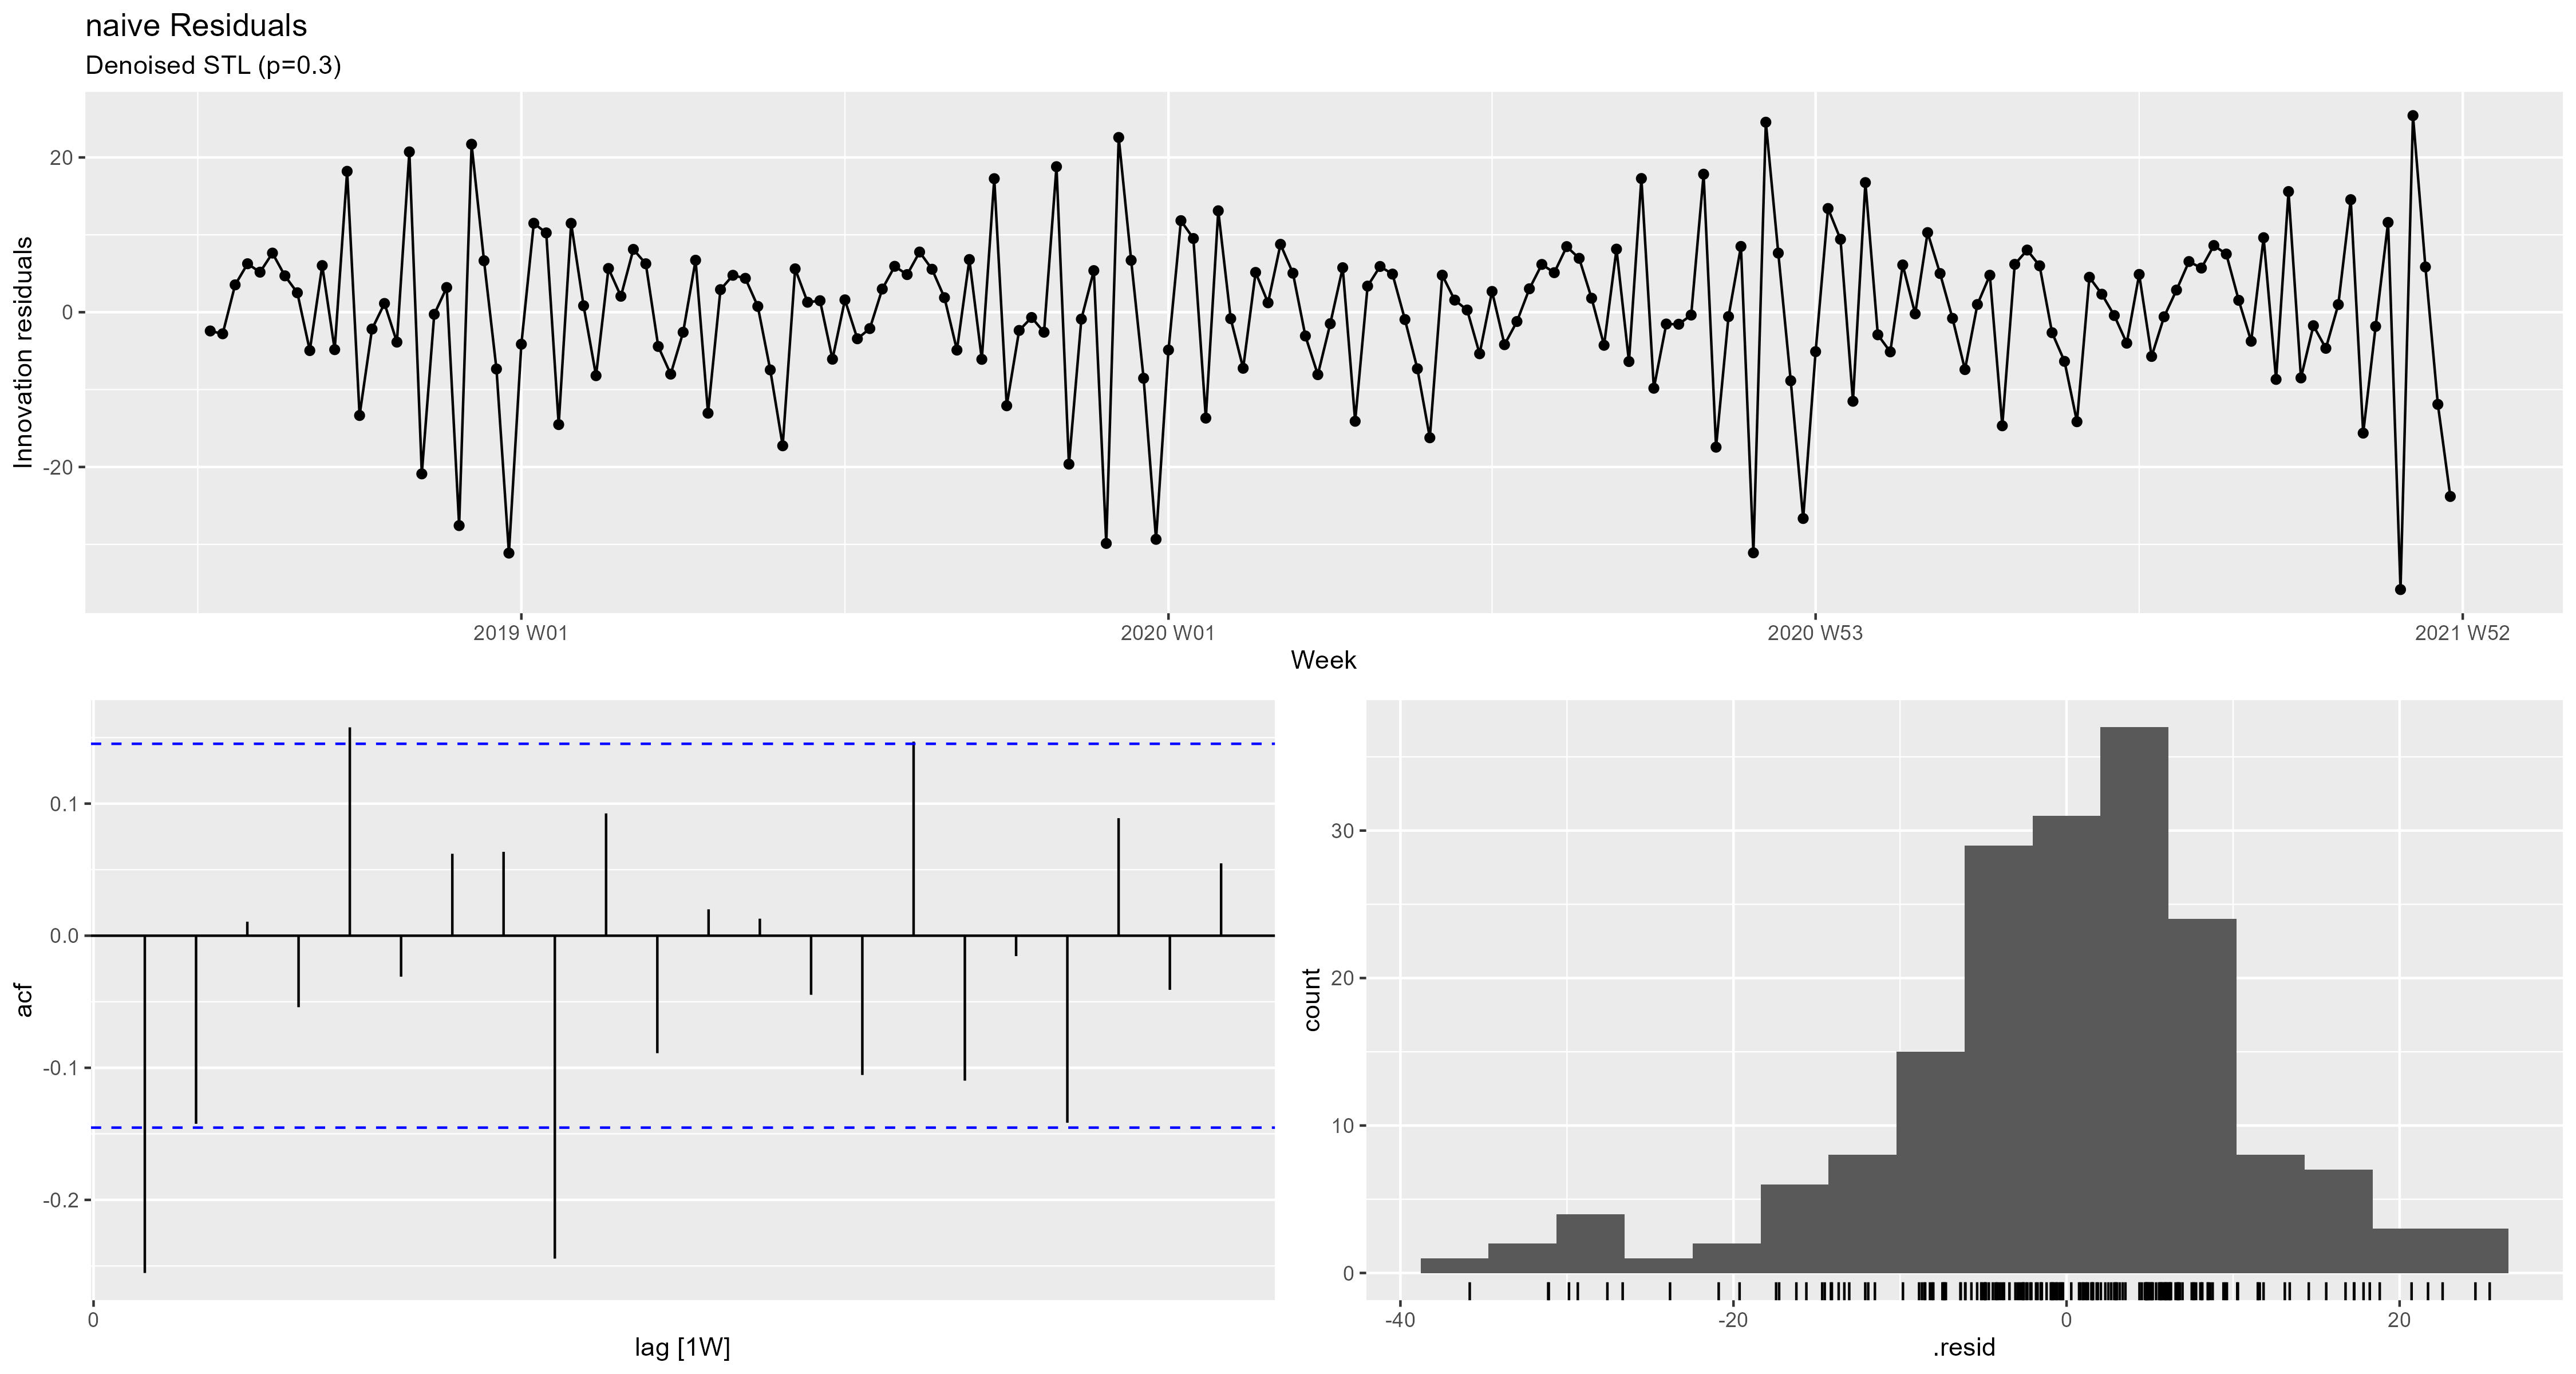 naive Residuals
Denoised STL (p=0.3)
Innovation residuals
20
0
-20
2019 W01
2020 W01
2020 W53
2021 W52
Week
acf
0.1
0.0
-0.1
-0.2
0
lag [1W]
count
30
20
10
0
-40
-20
0
20
.resid